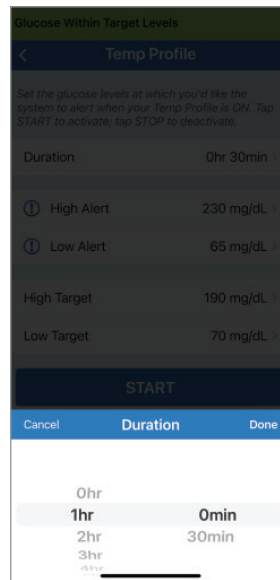 Glucose Within Target Levels
Temp Profile
Set the glucose levels at which you'd like the
system to alert when your Temp Profile is ON. Tap
START to activate; tap STOP to deactivate.
Duration 0hr 30min
High Alert 230 mg/dL
Low Alert 65 mg/dL
High Target 190 mg/dL
Low Target 70 mg/dL
START
Cancel Duration Done
0hr
1hr 0min
2hr 30min
3hr
4hr